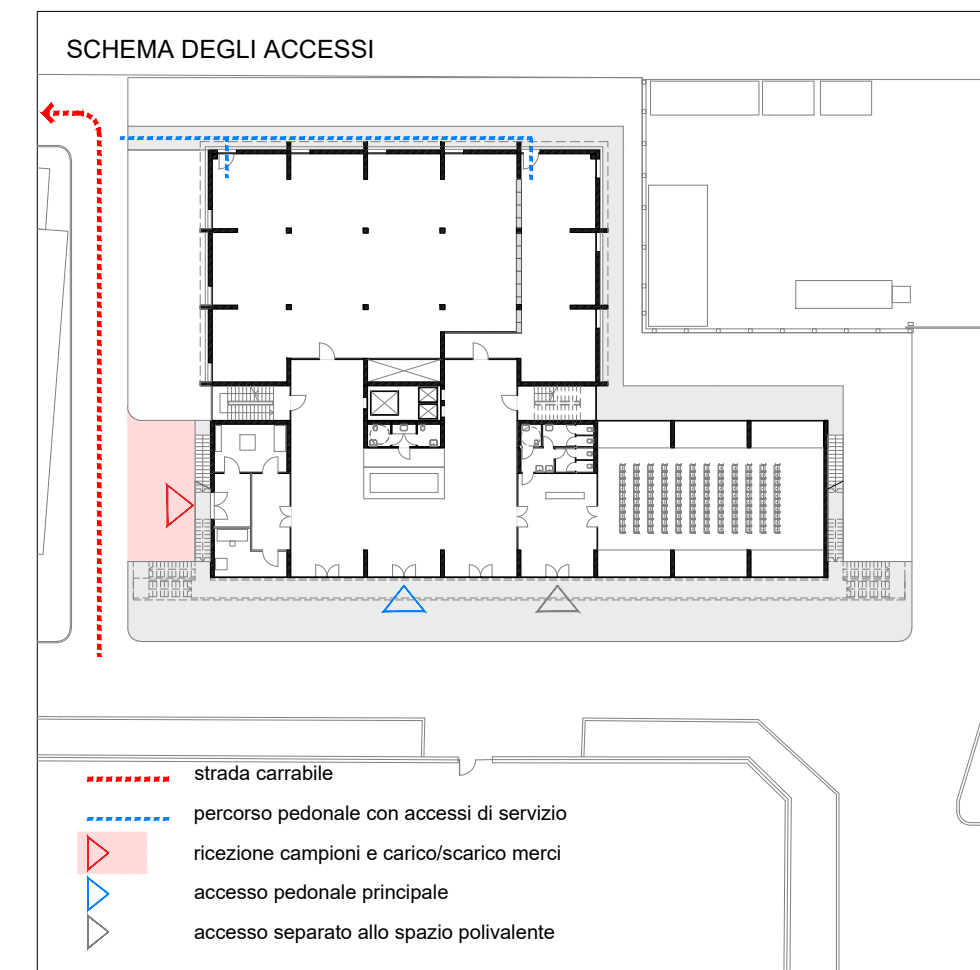 SCHEMA DEGLI ACCESSI
strada carrabile
percorso pedonale con accessi di servizio
ricezione campioni e carico/scarico merci
accesso pedonale principale
accesso separato allo spazio polivalente